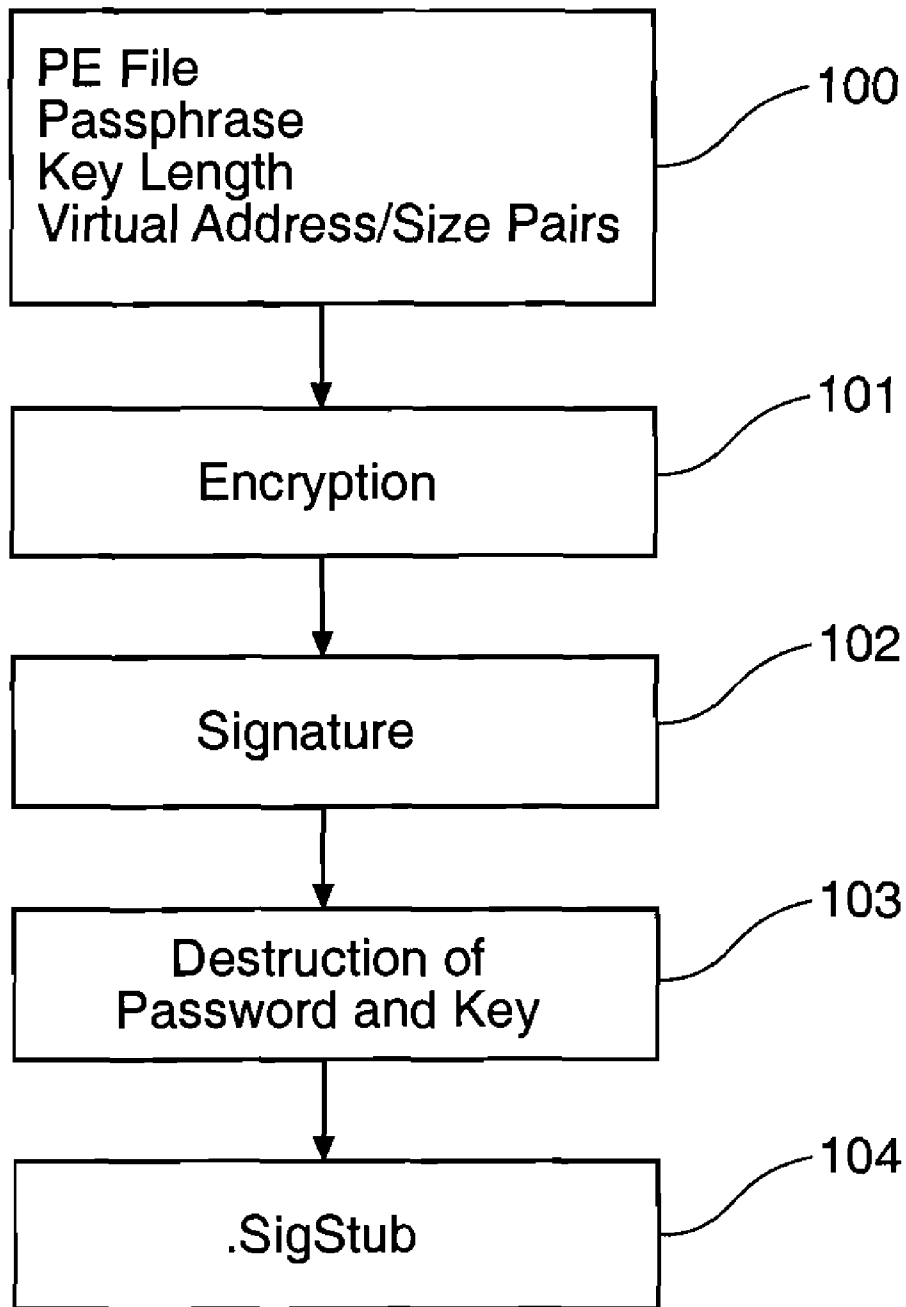 PE File
Passphrase
Key Length
Virtual Address/Size Pairs
100
Encryption
101
Signature
102
Destruction of
Password and Key
103
.SigStub
104